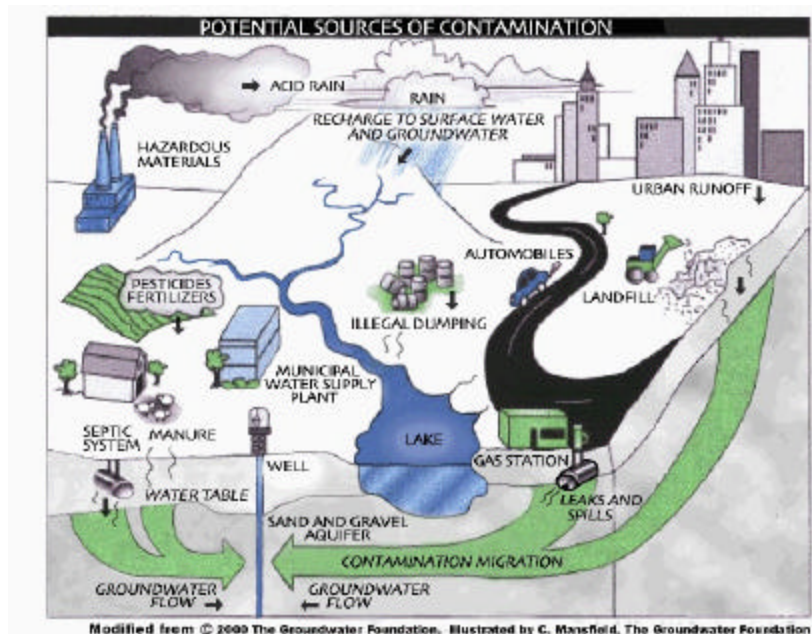 POTENTIAL SOURCES OF CONTAMINATION
ACID RAIN
RAIN
RECHARGE TO SURFACE WATER
AND GROUNDWATER
HAZARDOUS
MATERIALS
URBAN RUNOFF
AUTOMOBILES
LANDFILL
PESTICIDES
FERTILIZERS
ILLEGAL DUMPING
MUNICIPAL
WATER SUPPLY
PLANT
SEPTIC
SYSTEM
MANURE
LAKE
WELL
GAS STATION
WATER TABLE
LEAKS AND
SPILLS
SAND AND GRAVEL
AQUIFER
CONTAMINATION MIGRATION
GROUNDWATER
FLOW
GROUNDWATER
FLOW
Modified from © 2000 The Groundwater Foundation. Illustrated by C. Mansfield, The Groundwater Foundation